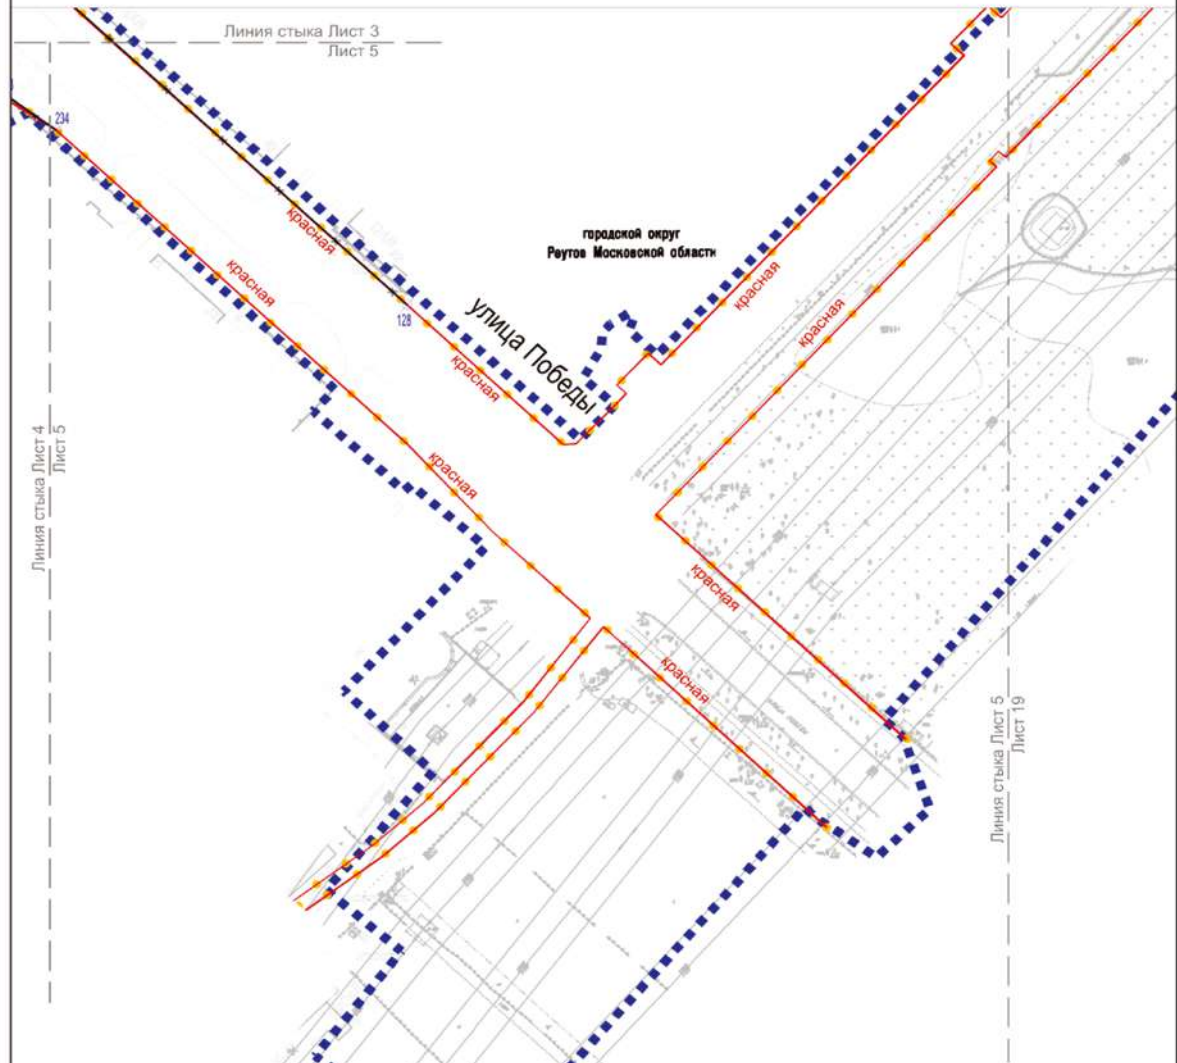 Линия стыка Лист 3
Лист 5
234
красная
городской округ
Реутов Московской области
красная
красная
красная
128
улица Победы
красная
красная
Линия стыка Лист 4
Лист 5
красная
красная
красная
Линия стыка Лист 5
Лист 19